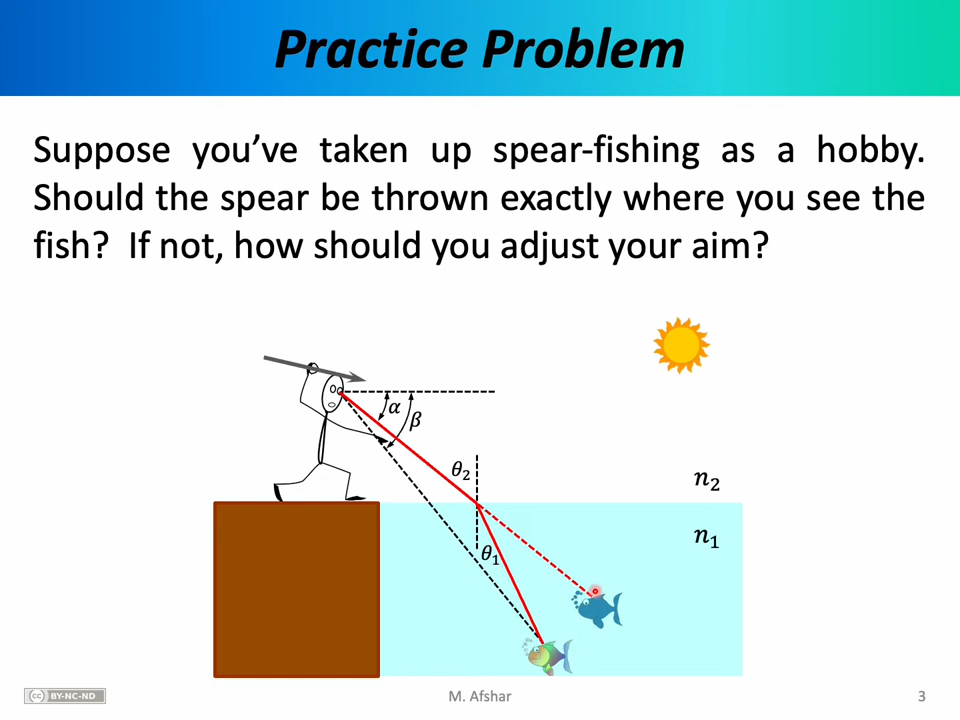 Practice Problem
Suppose you’ve taken up spear-fishing as a hobby.
Should the spear be thrown exactly where you see the
fish? If not, how should you adjust your aim?
α
β
θ₂
n₂
n₁
θ₁
cc BY-NC-ND
M. Afshar
3